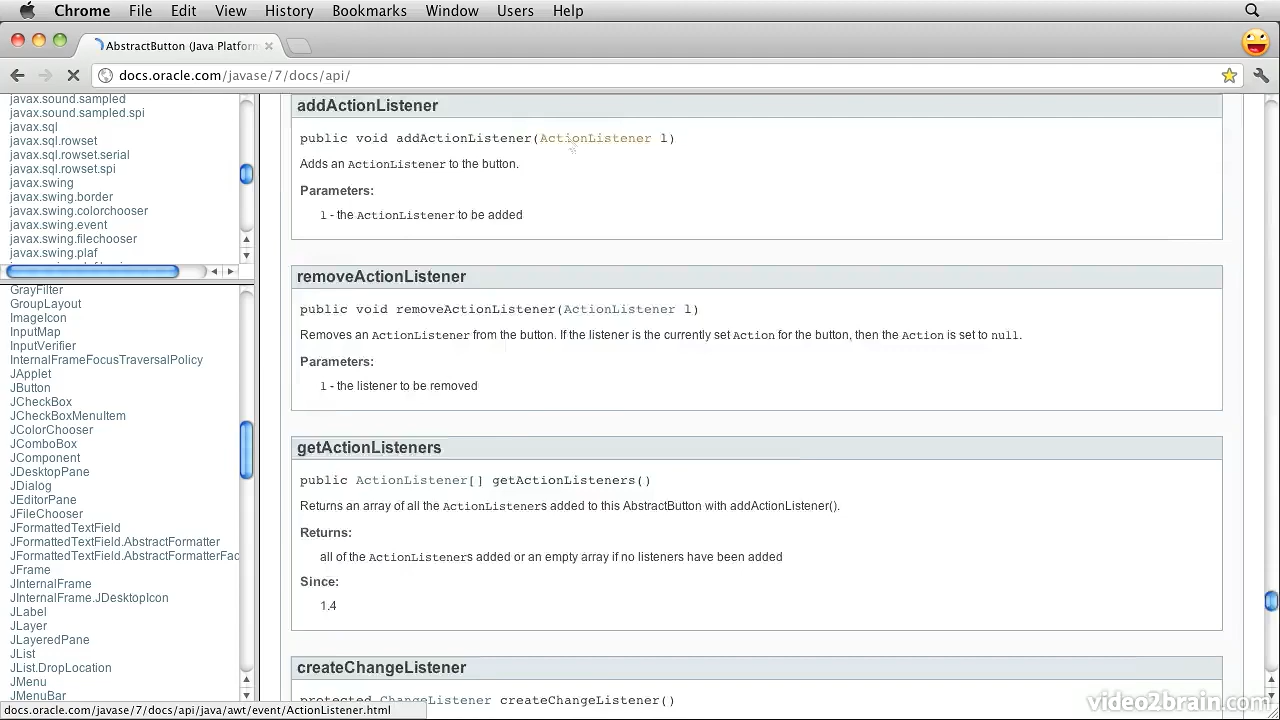 Chrome File Edit View History Bookmarks Window Users Help
AbstractButton (Java Platform
docs.oracle.com/javase/7/docs/api/
javax.sound.sampled
javax.sound.sampled.spi
javax.sql
javax.sql.rowset
javax.sql.rowset.serial
javax.sql.rowset.spi
javax.swing
javax.swing.border
javax.swing.colorchooser
javax.swing.event
javax.swing.filechooser
javax.swing.plaf
GrayFilter
GroupLayout
ImageIcon
InputMap
InputVerifier
InternalFrameFocusTraversalPolicy
JApplet
JButton
JCheckBox
JCheckBoxMenuItem
JColorChooser
JComboBox
JComponent
JDesktopPane
JDialog
JEditorPane
JFileChooser
JFormattedTextField
JFormattedTextField.AbstractFormatter
JFormattedTextField.AbstractFormatterFac
JFrame
JInternalFrame
JInternalFrame.JDesktopIcon
JLabel
JLayer
JLayeredPane
JList
JList.DropLocation
JMenu
JMenuBar
addActionListener
public void addActionListener(ActionListener l)
Adds an ActionListener to the button.
Parameters:
l - the ActionListener to be added
removeActionListener
public void removeActionListener(ActionListener l)
Removes an ActionListener from the button. If the listener is the currently set Action for the button, then the Action is set to null.
Parameters:
l - the listener to be removed
getActionListeners
public ActionListener[] getActionListeners()
Returns an array of all the ActionListeners added to this AbstractButton with addActionListener().
Returns:
all of the ActionListeners added or an empty array if no listeners have been added
Since:
1.4
createChangeListener
protected ChangeListener createChangeListener()
docs.oracle.com/javase/7/docs/api/java/awt/event/ActionListener.html
video2brain.com